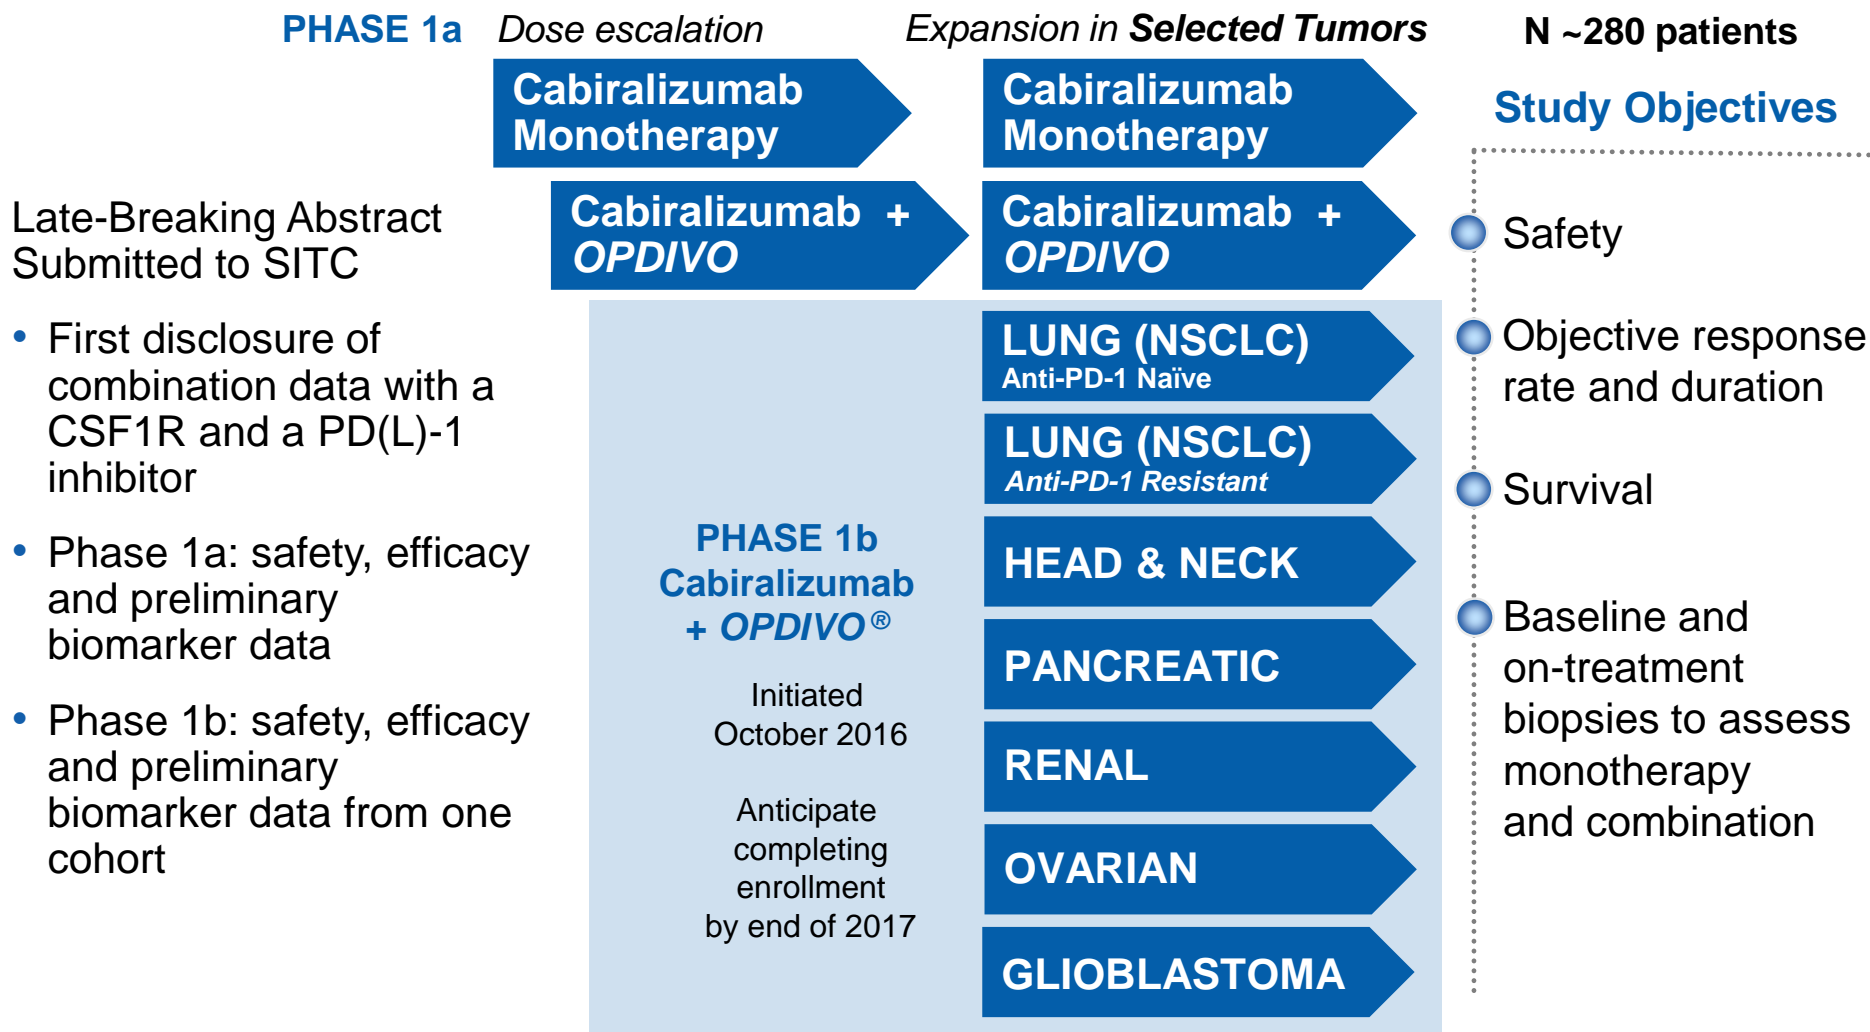 PHASE 1a Dose escalation Expansion in Selected Tumors N ~280 patients
Cabiralizumab
Monotherapy
Cabiralizumab
Monotherapy
Cabiralizumab +
OPDIVO
Cabiralizumab +
OPDIVO
Late-Breaking Abstract
Submitted to SITC
• First disclosure of
combination data with a
CSF1R and a PD(L)-1
inhibitor
• Phase 1a: safety, efficacy
and preliminary
biomarker data
• Phase 1b: safety, efficacy
and preliminary
biomarker data from one
cohort
PHASE 1b
Cabiralizumab
+ OPDIVO®
Initiated
October 2016
Anticipate
completing
enrollment
by end of 2017
LUNG (NSCLC)
Anti-PD-1 Naïve
LUNG (NSCLC)
Anti-PD-1 Resistant
HEAD & NECK
PANCREATIC
RENAL
OVARIAN
GLIOBLASTOMA
Study Objectives
Safety
Objective response
rate and duration
Survival
Baseline and
on-treatment
biopsies to assess
monotherapy
and combination